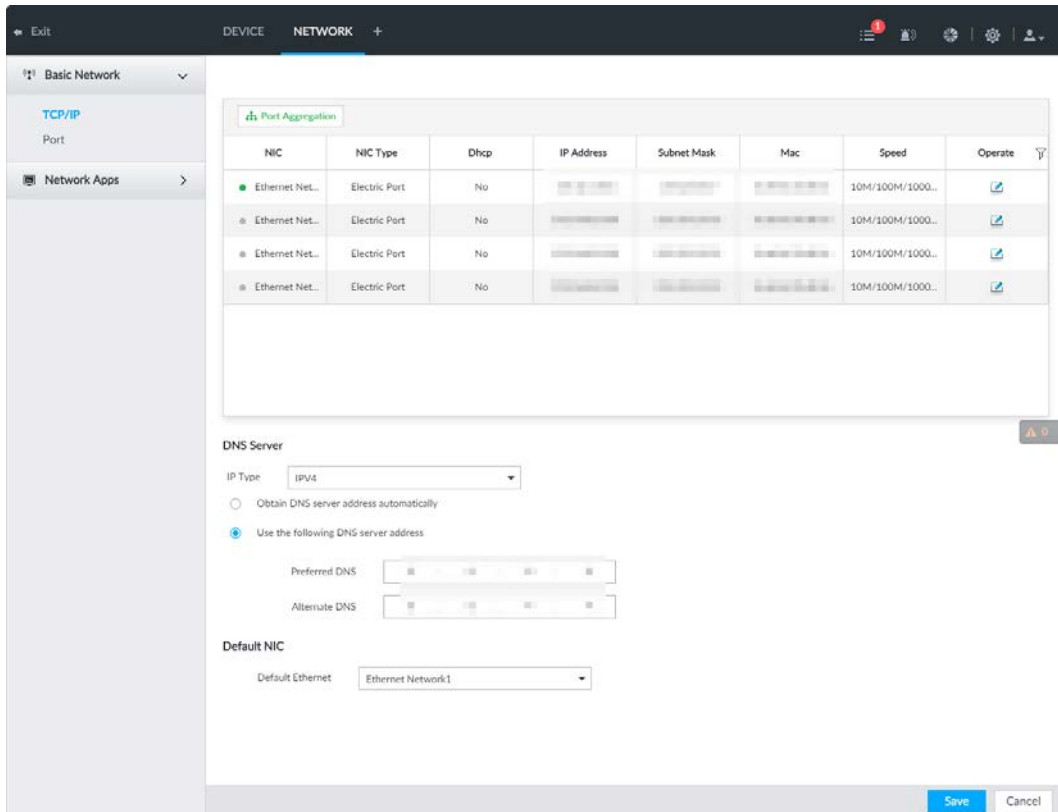 Exit
DEVICE NETWORK +
1
Basic Network
TCP/IP
Port
Network Apps
Port Aggregation
NIC NIC Type Dhcp IP Address Subnet Mask Mac Speed Operate
Ethernet Net... Electric Port No 10M/100M/1000...
Ethernet Net... Electric Port No 10M/100M/1000...
Ethernet Net... Electric Port No 10M/100M/1000...
Ethernet Net... Electric Port No 10M/100M/1000...
0
DNS Server
IP Type IPV4
Obtain DNS server address automatically
Use the following DNS server address
Preferred DNS
Alternate DNS
Default NIC
Default Ethernet Ethernet Network1
Save Cancel